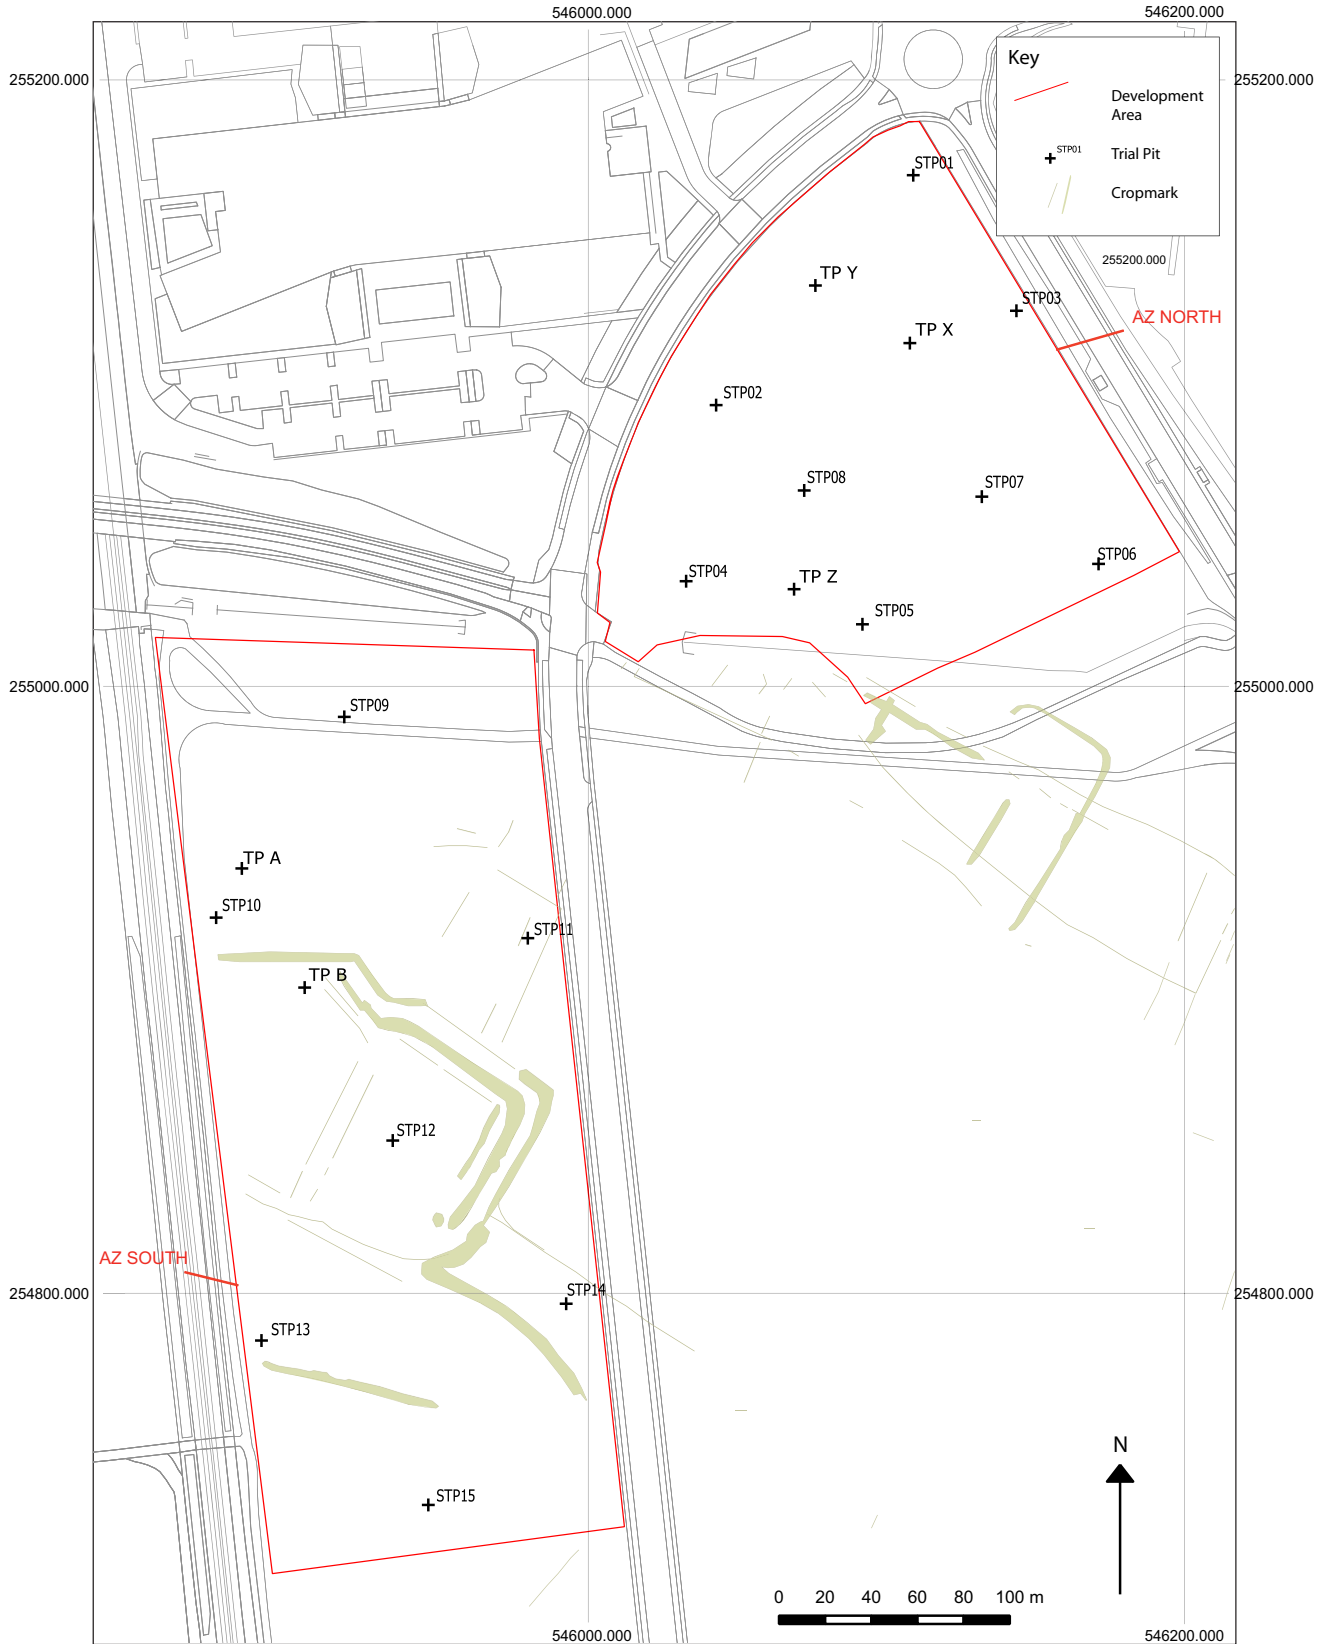 546000.000
546200.000
255200.000
255200.000
Key
Development
Area
STP01
Trial Pit
Cropmark
255200.000
STP01
TP Y
STP03
AZ NORTH
TP X
STP02
STP08
STP07
STP06
STP04
TP Z
STP05
255000.000
255000.000
STP09
TP A
STP10
STP11
TP B
STP12
AZ SOUTH
STP14
254800.000
254800.000
STP13
N
STP15
0 20 40 60 80 100 m
546000.000
546200.000